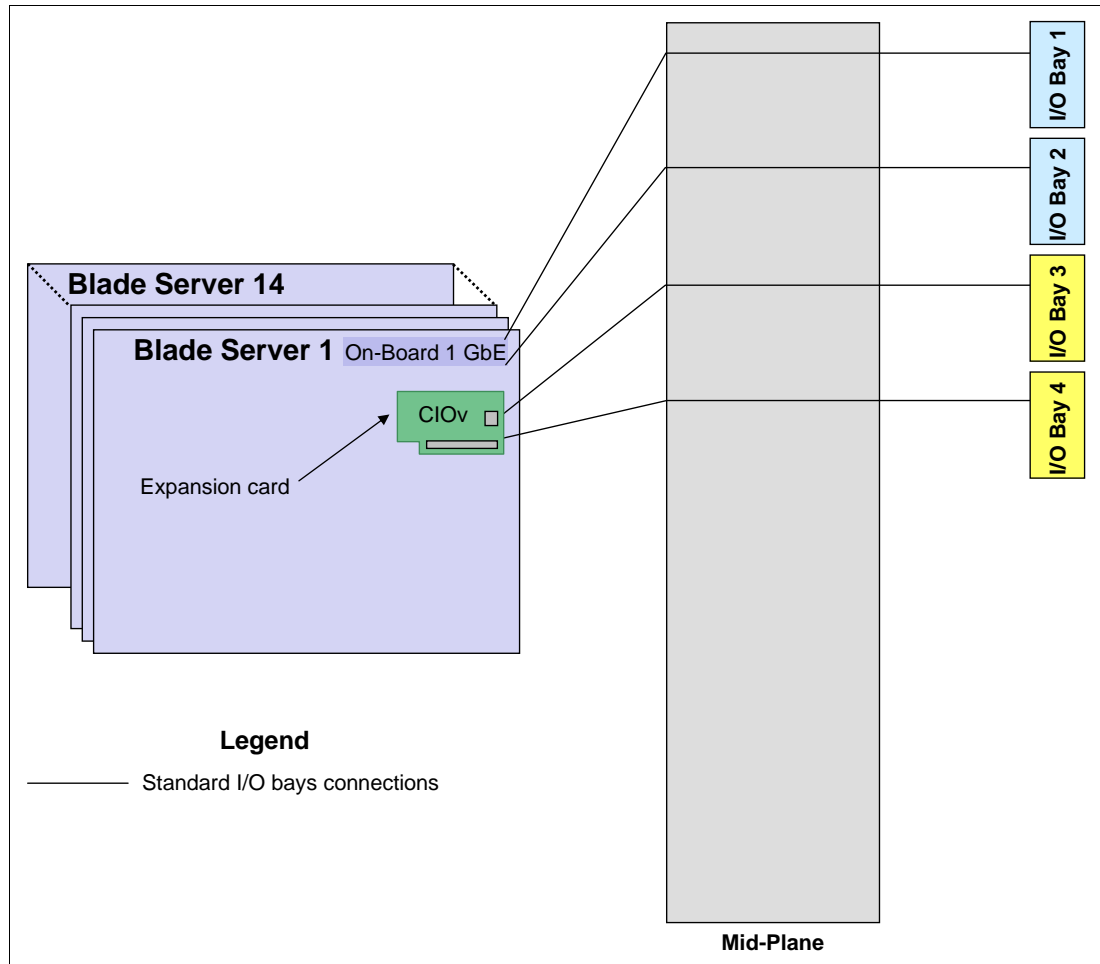 I/O Bay 1
I/O Bay 2
I/O Bay 3
I/O Bay 4
Blade Server 14
Blade Server 1 On-Board 1 GbE
CIOv
Expansion card
Legend
Standard I/O bays connections
Mid-Plane